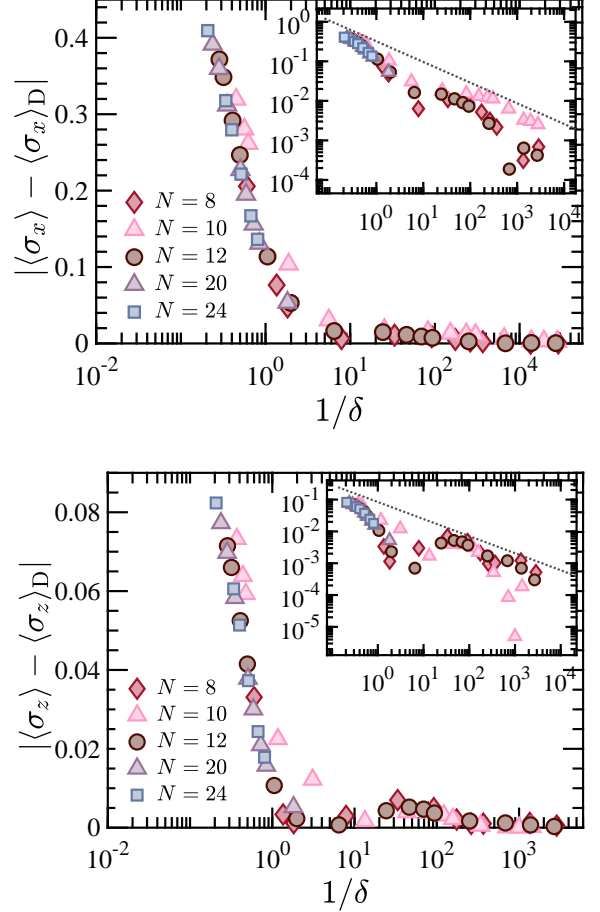 |⟨σ_x⟩ − ⟨σ_x⟩_D|
0.4
0.3
0.2
0.1
0
10^{-2} 10^{0} 10^{1} 10^{2} 10^{4}
1/δ
N = 8
N = 10
N = 12
N = 20
N = 24
10^{0}
10^{-1}
10^{-2}
10^{-3}
10^{-4}
10^{0} 10^{1} 10^{2} 10^{3} 10^{4}
|⟨σ_z⟩ − ⟨σ_z⟩_D|
0.08
0.06
0.04
0.02
0
10^{-2} 10^{-1} 10^{0} 10^{1} 10^{2} 10^{3}
1/δ
N = 8
N = 10
N = 12
N = 20
N = 24
10^{-1}
10^{-2}
10^{-3}
10^{-4}
10^{-5}
10^{0} 10^{1} 10^{2} 10^{3} 10^{4}